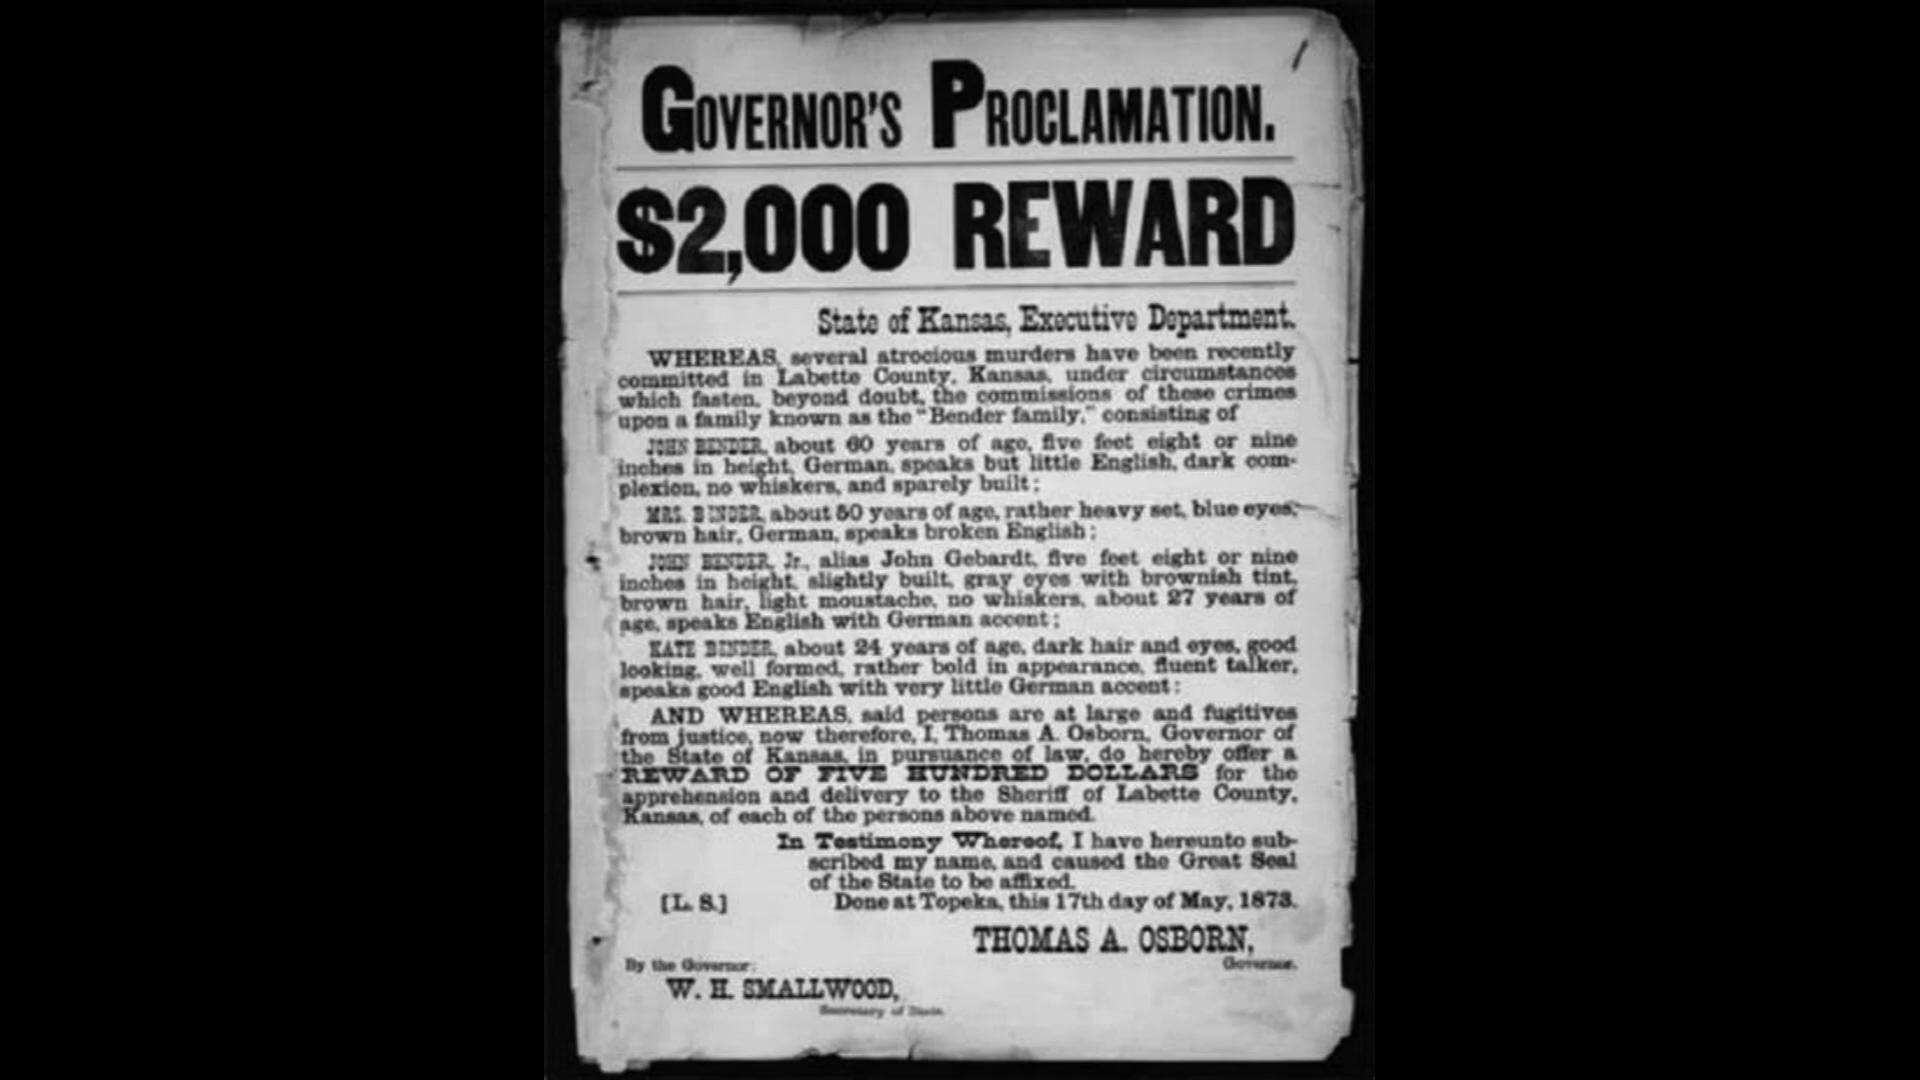 GOVERNOR'S PROCLAMATION.
$2,000 REWARD
State of Kansas, Executive Department.
WHEREAS, several atrocious murders have been recently
committed in Labette County, Kansas, under circumstances
which fasten, beyond doubt, the commissions of these crimes
upon a family known as the "Bender family," consisting of
JOHN BENDER, about 60 years of age, five feet eight or nine
inches in height, German, speaks but little English, dark com-
plexion, no whiskers, and sparely built;
MRS. BENDER, about 50 years of age, rather heavy set, blue eyes,
brown hair, German, speaks broken English;
JOHN BENDER, Jr., alias John Gebardt, five feet eight or nine
inches in height, slightly built, gray eyes with brownish tint,
brown hair, light moustache, no whiskers, about 27 years of
age, speaks English with German accent;
KATE BENDER, about 24 years of age, dark hair and eyes, good
looking, well formed, rather bold in appearance, fluent talker,
speaks good English with very little German accent;
AND WHEREAS, said persons are at large and fugitives
from justice, now therefore, I, Thomas A. Osborn, Governor of
the State of Kansas, in pursuance of law, do hereby offer a
REWARD OF FIVE HUNDRED DOLLARS for the
apprehension and delivery to the Sheriff of Labette County,
Kansas, of each of the persons above named.
In Testimony Whereof, I have hereunto sub-
scribed my name, and caused the Great Seal
of the State to be affixed.
[L. S.] Done at Topeka, this 17th day of May, 1873.
THOMAS A. OSBORN,
Governor.
By the Governor:
W. H. SMALLWOOD,
Secretary of State.